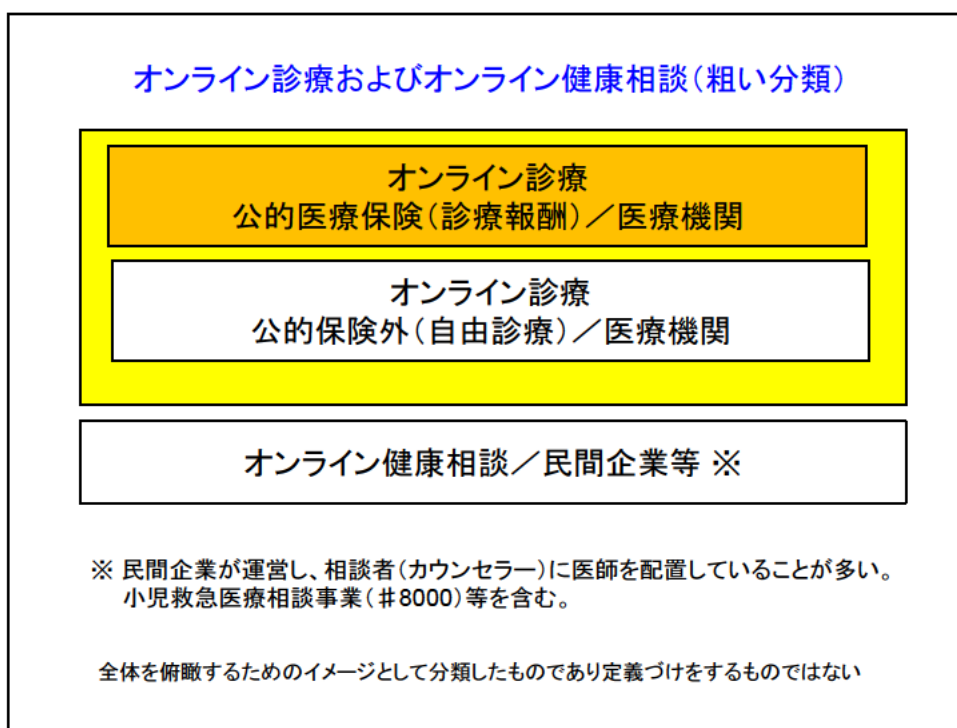 オンライン診療およびオンライン健康相談(粗い分類)
オンライン診療
公的医療保険(診療報酬)／医療機関
オンライン診療
公的保険外(自由診療)／医療機関
オンライン健康相談／民間企業等 ※
※ 民間企業が運営し、相談者(カウンセラー)に医師を配置していることが多い。
小児救急医療相談事業(＃8000)等を含む。
全体を俯瞰するためのイメージとして分類したものであり定義づけをするものではない